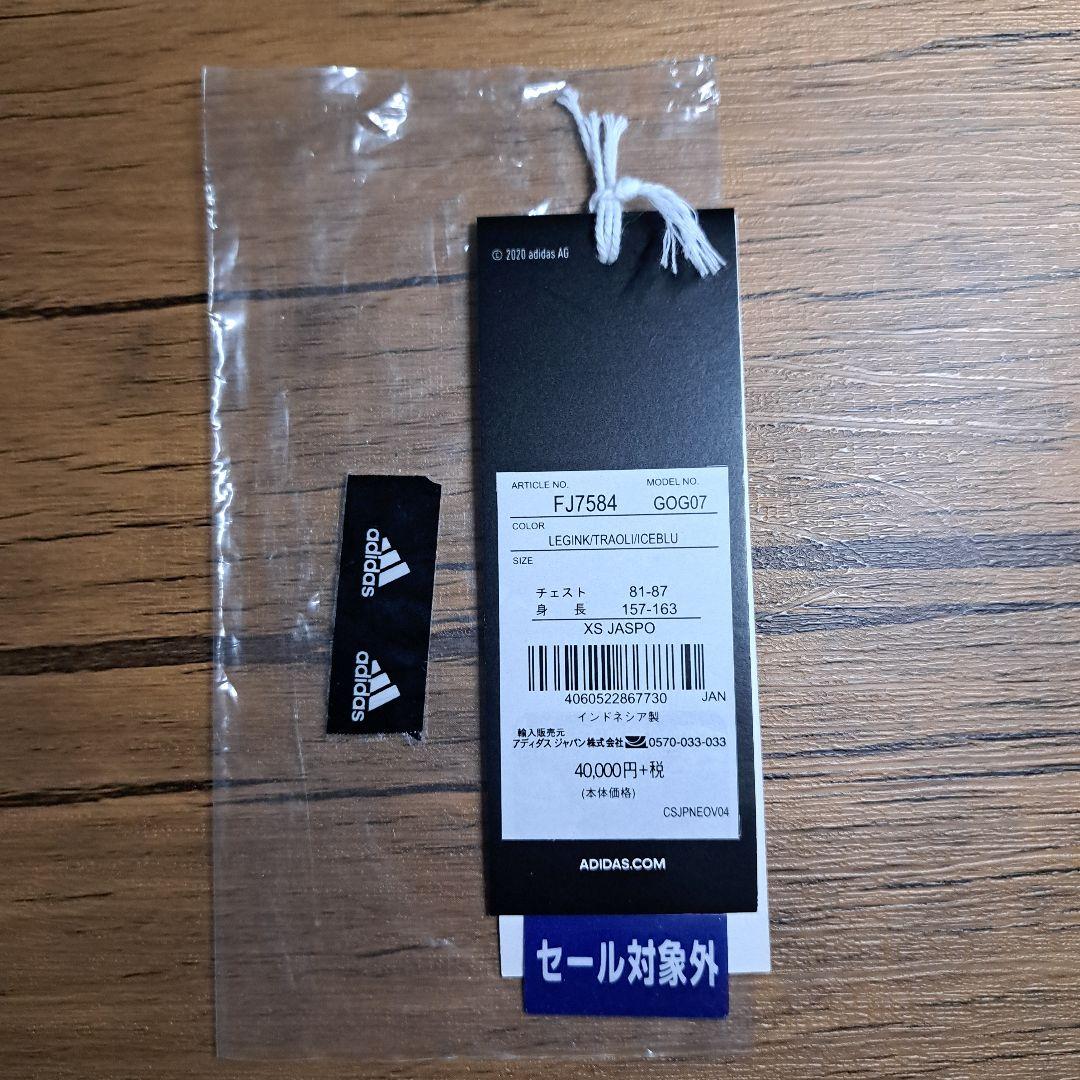 © 2020 adidas AG
ARTICLE NO. MODEL NO.
FJ7584 GOG07
COLOR
LEGINK/TRAOLI/ICEBLU
SIZE
チェスト 81-87
身 長 157-163
XS JASPO
4060522867730 JAN
インドネシア製
輸入販売元
アディダス ジャパン株式会社 0570-033-033
40,000円+税
(本体価格)
CSJPNEOV04
ADIDAS.COM
セール対象外
adidas
adidas